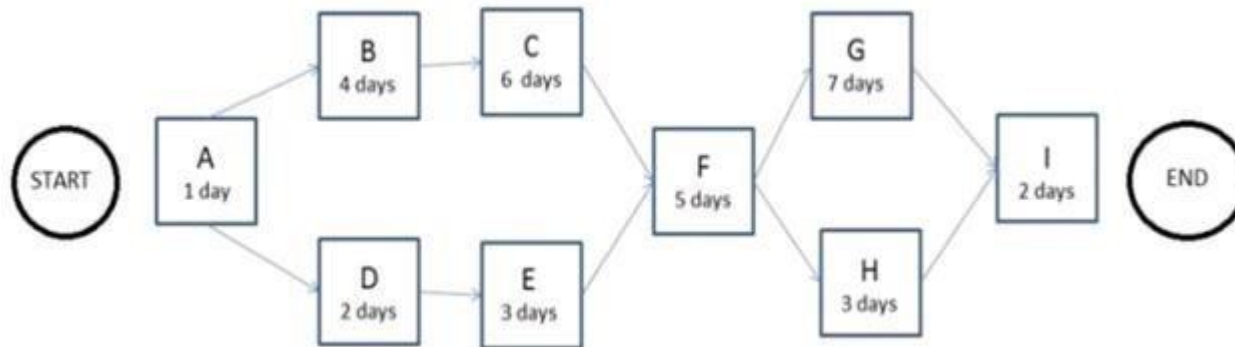 START
A
1 day
B
4 days
C
6 days
D
2 days
E
3 days
F
5 days
G
7 days
H
3 days
I
2 days
END